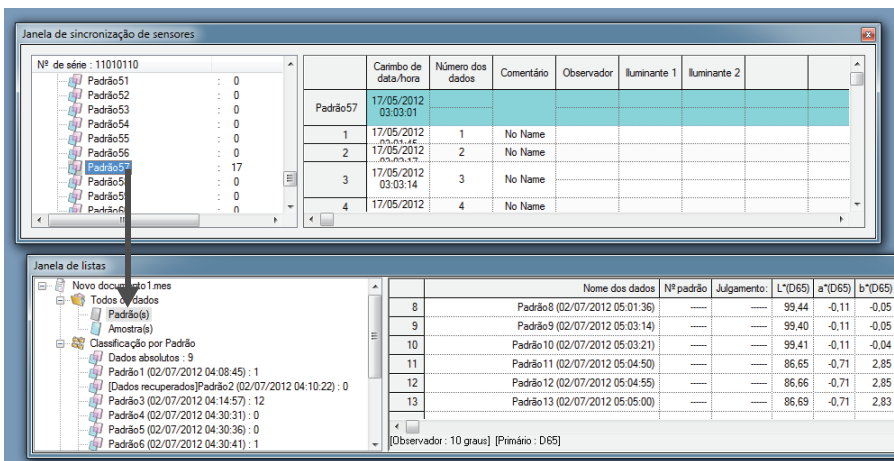 Janela de sincronização de sensores
Nº de série : 11010110
Padrão51 : 0
Padrão52 : 0
Padrão53 : 0
Padrão54 : 0
Padrão55 : 0
Padrão56 : 0
Padrão57 : 17
: 0
: 0
: 0
Carimbo de data/hora Número dos dados Comentário Observador Iluminante 1 Iluminante 2
Padrão57 17/05/2012 03:03:01
1 17/05/2012 1 No Name
2 17/05/2012 2 No Name
3 17/05/2012 03:03:14 3 No Name
4 17/05/2012 4 No Name
Janela de listas
Novo documento1.mes
Todos os dados
Padrão(s)
Amostra(s)
Classificação por Padrão
Dados absolutos : 9
Padrão1 (02/07/2012 04:08:45) : 1
[Dados recuperados]Padrão2 (02/07/2012 04:10:22) : 0
Padrão3 (02/07/2012 04:14:57) : 12
Padrão4 (02/07/2012 04:30:31) : 0
Padrão5 (02/07/2012 04:30:36) : 0
Padrão6 (02/07/2012 04:30:41) : 1
Nome dos dados Nº padrão Julgamento: L*(D65) a*(D65) b*(D65)
8 Padrão8 (02/07/2012 05:01:36) ----- ----- 99,44 -0,11 -0,05
9 Padrão9 (02/07/2012 05:03:14) ----- ----- 99,40 -0,11 -0,05
10 Padrão10 (02/07/2012 05:03:21) ----- ----- 99,41 -0,11 -0,04
11 Padrão11 (02/07/2012 05:04:50) ----- ----- 86,65 -0,71 2,85
12 Padrão12 (02/07/2012 05:04:55) ----- ----- 86,66 -0,71 2,85
13 Padrão13 (02/07/2012 05:05:00) ----- ----- 86,69 -0,71 2,83
[Observador : 10 graus] [Primário : D65]